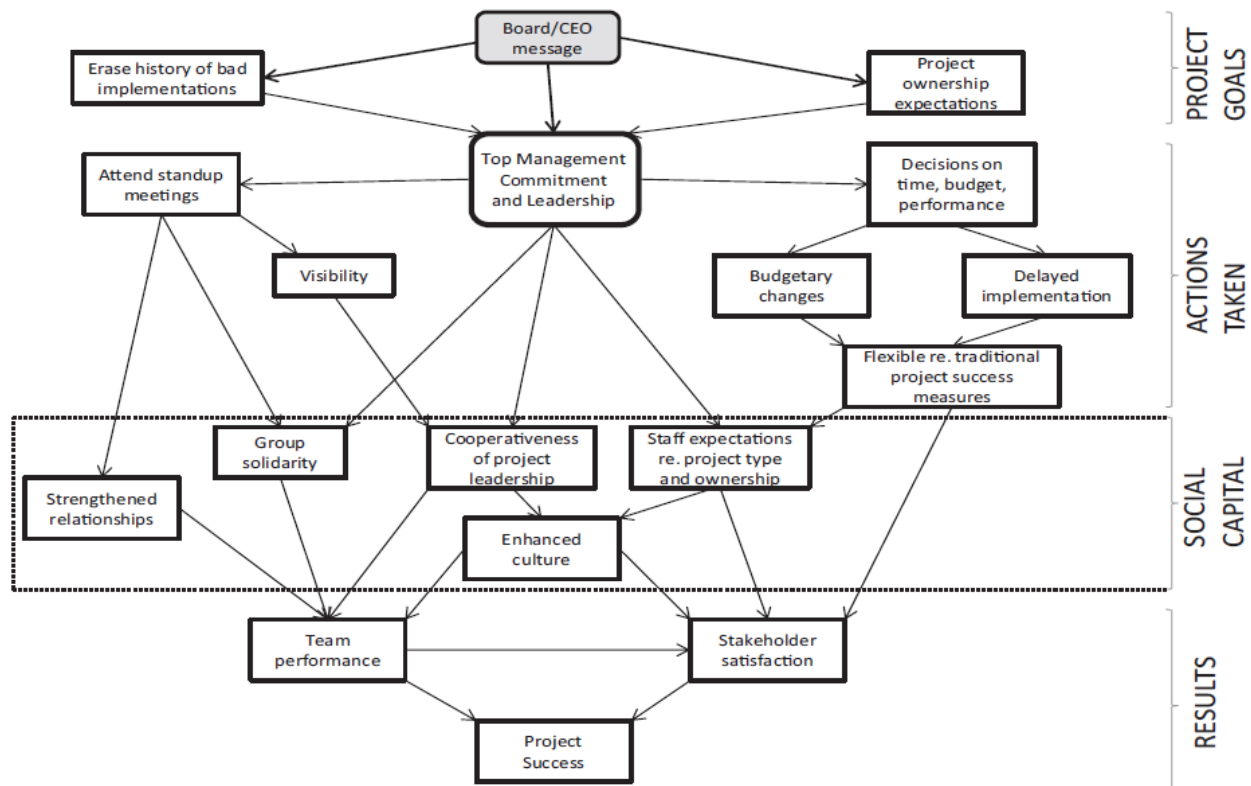 Board/CEO
message
Erase history of bad
implementations
Project
ownership
expectations
PROJECT
GOALS
Top Management
Commitment
and Leadership
Attend standup
meetings
Decisions on
time, budget,
performance
Visibility
Budgetary
changes
Delayed
implementation
Flexible re. traditional
project success
measures
ACTIONS
TAKEN
Group
solidarity
Cooperativeness
of project
leadership
Staff expectations
re. project type
and ownership
Strengthened
relationships
Enhanced
culture
SOCIAL
CAPITAL
Team
performance
Stakeholder
satisfaction
Project
Success
RESULTS